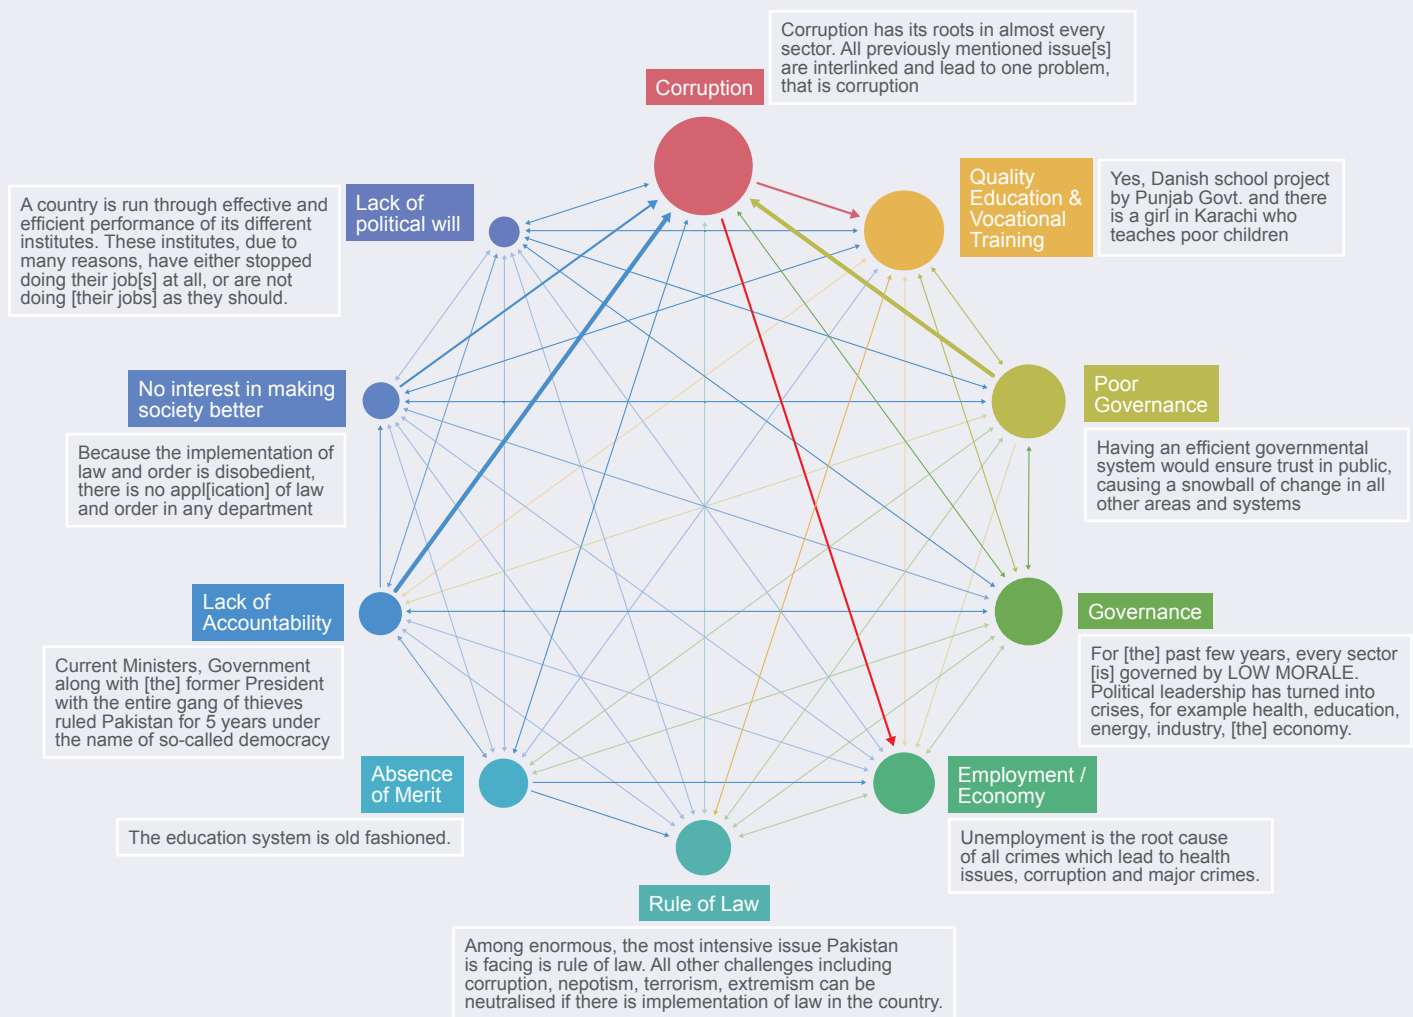 Corruption has its roots in almost every
sector. All previously mentioned issue[s]
are interlinked and lead to one problem,
that is corruption
Corruption
Quality
Education &
Vocational
Training
Yes, Danish school project
by Punjab Govt. and there
is a girl in Karachi who
teaches poor children
A country is run through effective and
efficient performance of its different
institutes. These institutes, due to
many reasons, have either stopped
doing their job[s] at all, or are not
doing [their jobs] as they should.
Lack of
political will
No interest in making
society better
Because the implementation of
law and order is disobedient,
there is no appl[ication] of law
and order in any department
Poor
Governance
Having an efficient governmental
system would ensure trust in public,
causing a snowball of change in all
other areas and systems
Lack of
Accountability
Current Ministers, Government
along with [the] former President
with the entire gang of thieves
ruled Pakistan for 5 years under
the name of so-called democracy
Governance
For [the] past few years, every sector
[is] governed by LOW MORALE.
Political leadership has turned into
crises, for example health, education,
energy, industry, [the] economy.
Absence
of Merit
The education system is old fashioned.
Employment /
Economy
Unemployment is the root cause
of all crimes which lead to health
issues, corruption and major crimes.
Rule of Law
Among enormous, the most intensive issue Pakistan
is facing is rule of law. All other challenges including
corruption, nepotism, terrorism, extremism can be
neutralised if there is implementation of law in the country.